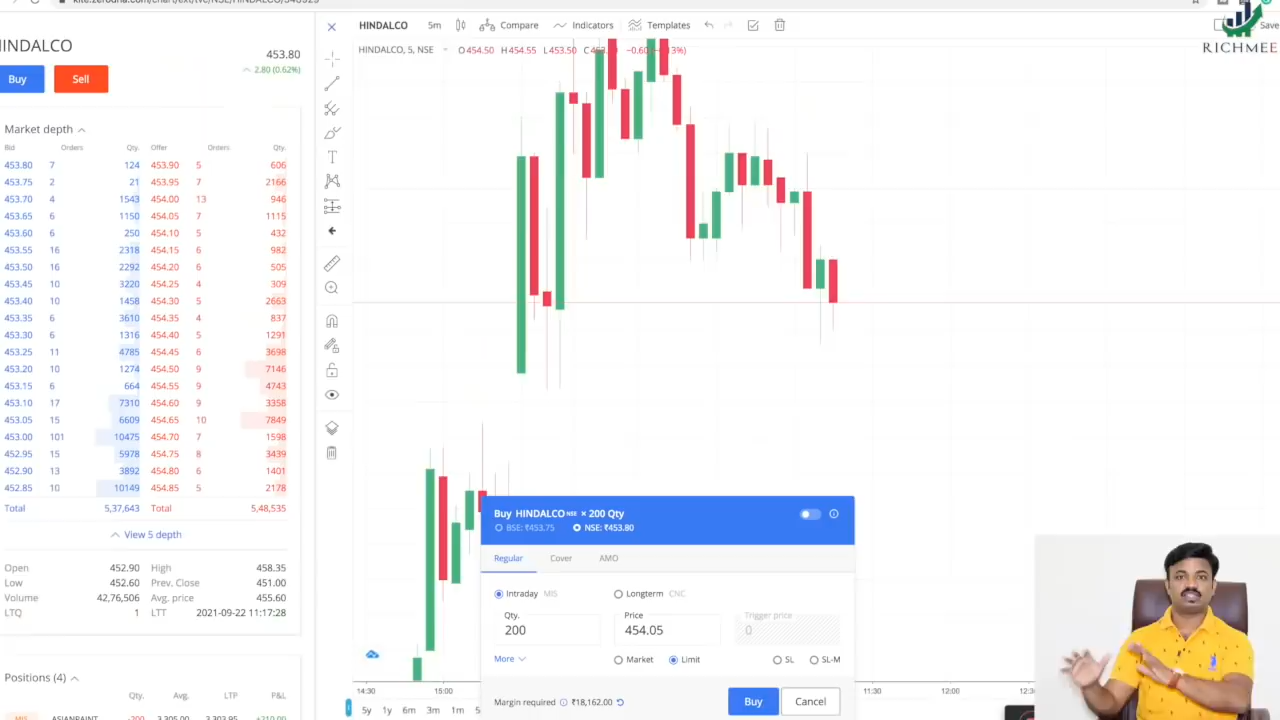 HINDALCO 5m Compare Indicators Templates Save
RICHMEE
HINDALCO, 5, NSE O454.50 H454.55 L453.50
HINDALCO
453.80
2.80 (0.62%)
Buy Sell
Market depth
Bid Orders Qty. Offer Orders Qty.
453.80 7 124 453.90 5 606
453.75 2 21 453.95 7 2166
453.70 4 1543 454.00 13 946
453.65 6 1150 454.05 7 1115
453.60 6 250 454.10 5 432
453.55 16 2318 454.15 6 982
453.50 16 2292 454.20 6 505
453.45 10 3220 454.25 4 309
453.40 10 1458 454.30 5 2663
453.35 6 3610 454.35 4 837
453.30 6 1316 454.40 5 1291
453.25 11 4785 454.45 6 3698
453.20 10 1274 454.50 9 7146
453.15 6 664 454.55 9 4743
453.10 17 7310 454.60 9 3358
453.05 15 6609 454.65 10 7849
453.00 101 10475 454.70 7 1598
452.95 15 5978 454.75 8 3439
452.90 13 3892 454.80 6 1401
452.85 10 10149 454.85 5 2178
Total 5,37,643 Total 5,48,535
View 5 depth
Open 452.90 High 458.35
Low 452.60 Prev. Close 451.00
Volume 42,76,506 Avg. price 455.60
LTQ 1 LTT 2021-09-22 11:17:28
Positions (4)
Qty. Avg. LTP P&L
MIS ASIANPAINT -200 3,305.00 3,303.95 +210.00
Buy HINDALCO NSE × 200 Qty
BSE: ₹453.75 NSE: ₹453.80
Regular Cover AMO
Intraday MIS Longterm CNC
Qty. Price Trigger price
200 454.05 0
More Market Limit SL SL-M
Margin required ₹18,162.00 Buy Cancel
14:30 15:00 11:30 12:00
5y 1y 6m 3m 1m